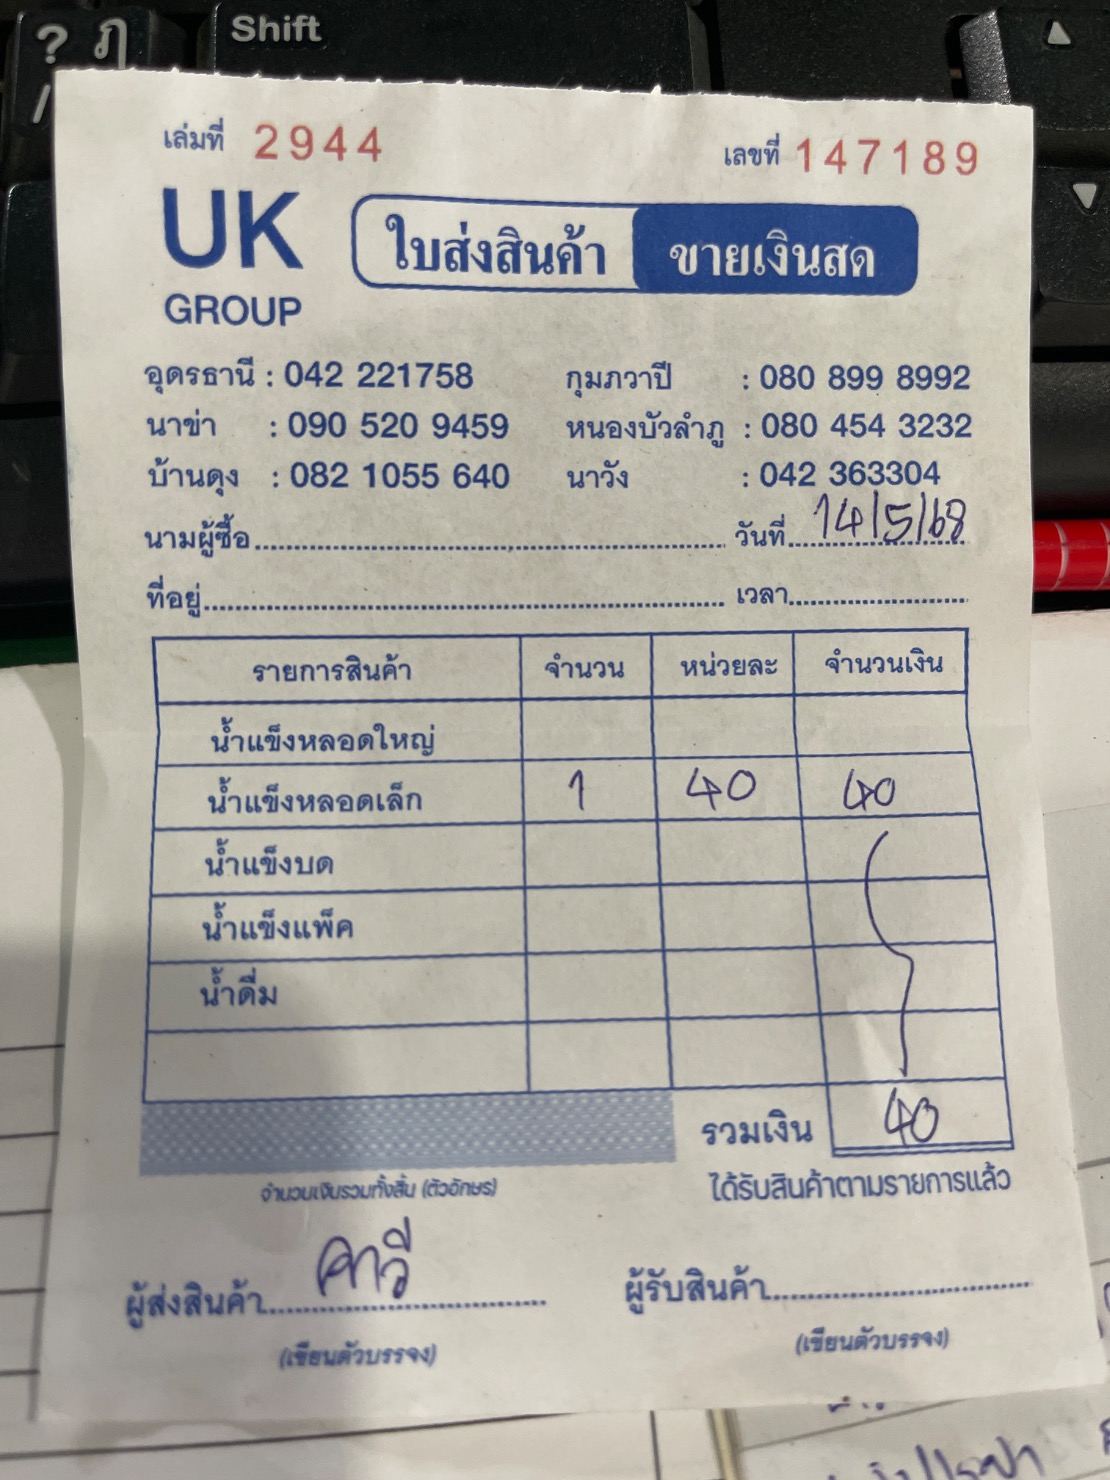 ? ฦ
/
Shift
เล่มที่ 2944 เลขที่ 147189
UK
GROUP
ใบส่งสินค้า ขายเงินสด
อุดรธานี : 042 221758 กุมภวาปี : 080 899 8992
นาข่า : 090 520 9459 หนองบัวลำภู : 080 454 3232
บ้านดุง : 082 1055 640 นาวัง : 042 363304
นามผู้ซื้อ วันที่ 14/5/68
ที่อยู่ เวลา
รายการสินค้า จำนวน หน่วยละ จำนวนเงิน
น้ำแข็งหลอดใหญ่
น้ำแข็งหลอดเล็ก 1 40 40
น้ำแข็งบด
น้ำแข็งแพ็ค
น้ำดื่ม
รวมเงิน 40
จำนวนเงินรวมทั้งสิ้น (ตัวอักษร) ได้รับสินค้าตามรายการแล้ว
ผู้ส่งสินค้า คาวี ผู้รับสินค้า
(เขียนตัวบรรจง) (เขียนตัวบรรจง)